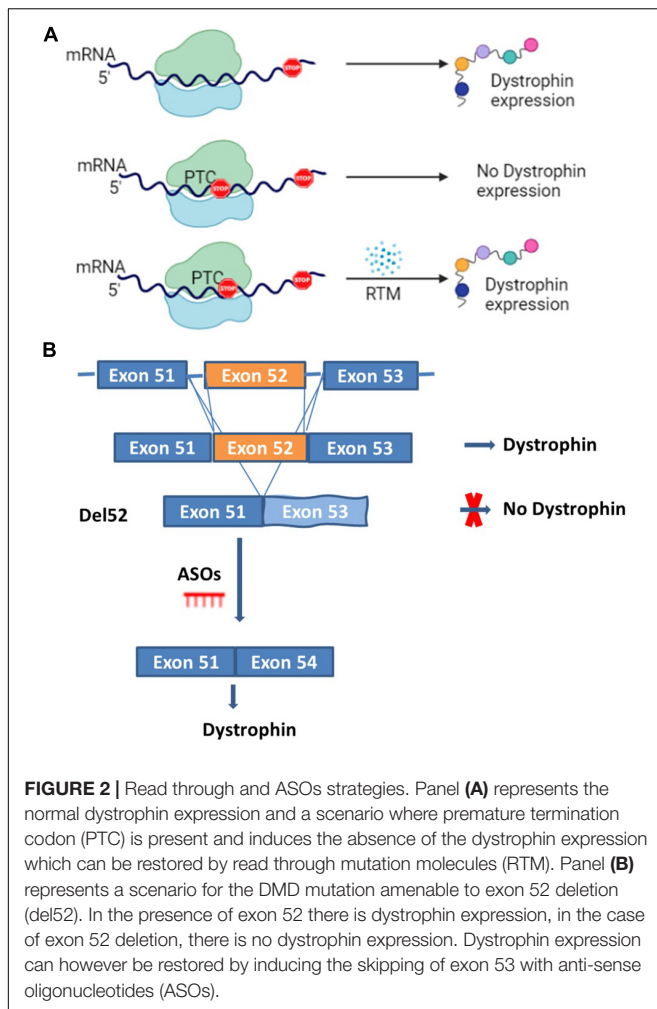 A
mRNA
5'
STOP
Dystrophin
expression
mRNA
5'
PTC
STOP
STOP
No Dystrophin
expression
mRNA
5'
PTC
STOP
STOP
RTM
Dystrophin
expression
B
Exon 51 Exon 52 Exon 53
Exon 51 Exon 52 Exon 53
Dystrophin
Del52
Exon 51 Exon 53
No Dystrophin
ASOs
Exon 51 Exon 54
Dystrophin
FIGURE 2 | Read through and ASOs strategies. Panel (A) represents the
normal dystrophin expression and a scenario where premature termination
codon (PTC) is present and induces the absence of the dystrophin expression
which can be restored by read through mutation molecules (RTM). Panel (B)
represents a scenario for the DMD mutation amenable to exon 52 deletion
(del52). In the presence of exon 52 there is dystrophin expression, in the case
of exon 52 deletion, there is no dystrophin expression. Dystrophin expression
can however be restored by inducing the skipping of exon 53 with anti-sense
oligonucleotides (ASOs).